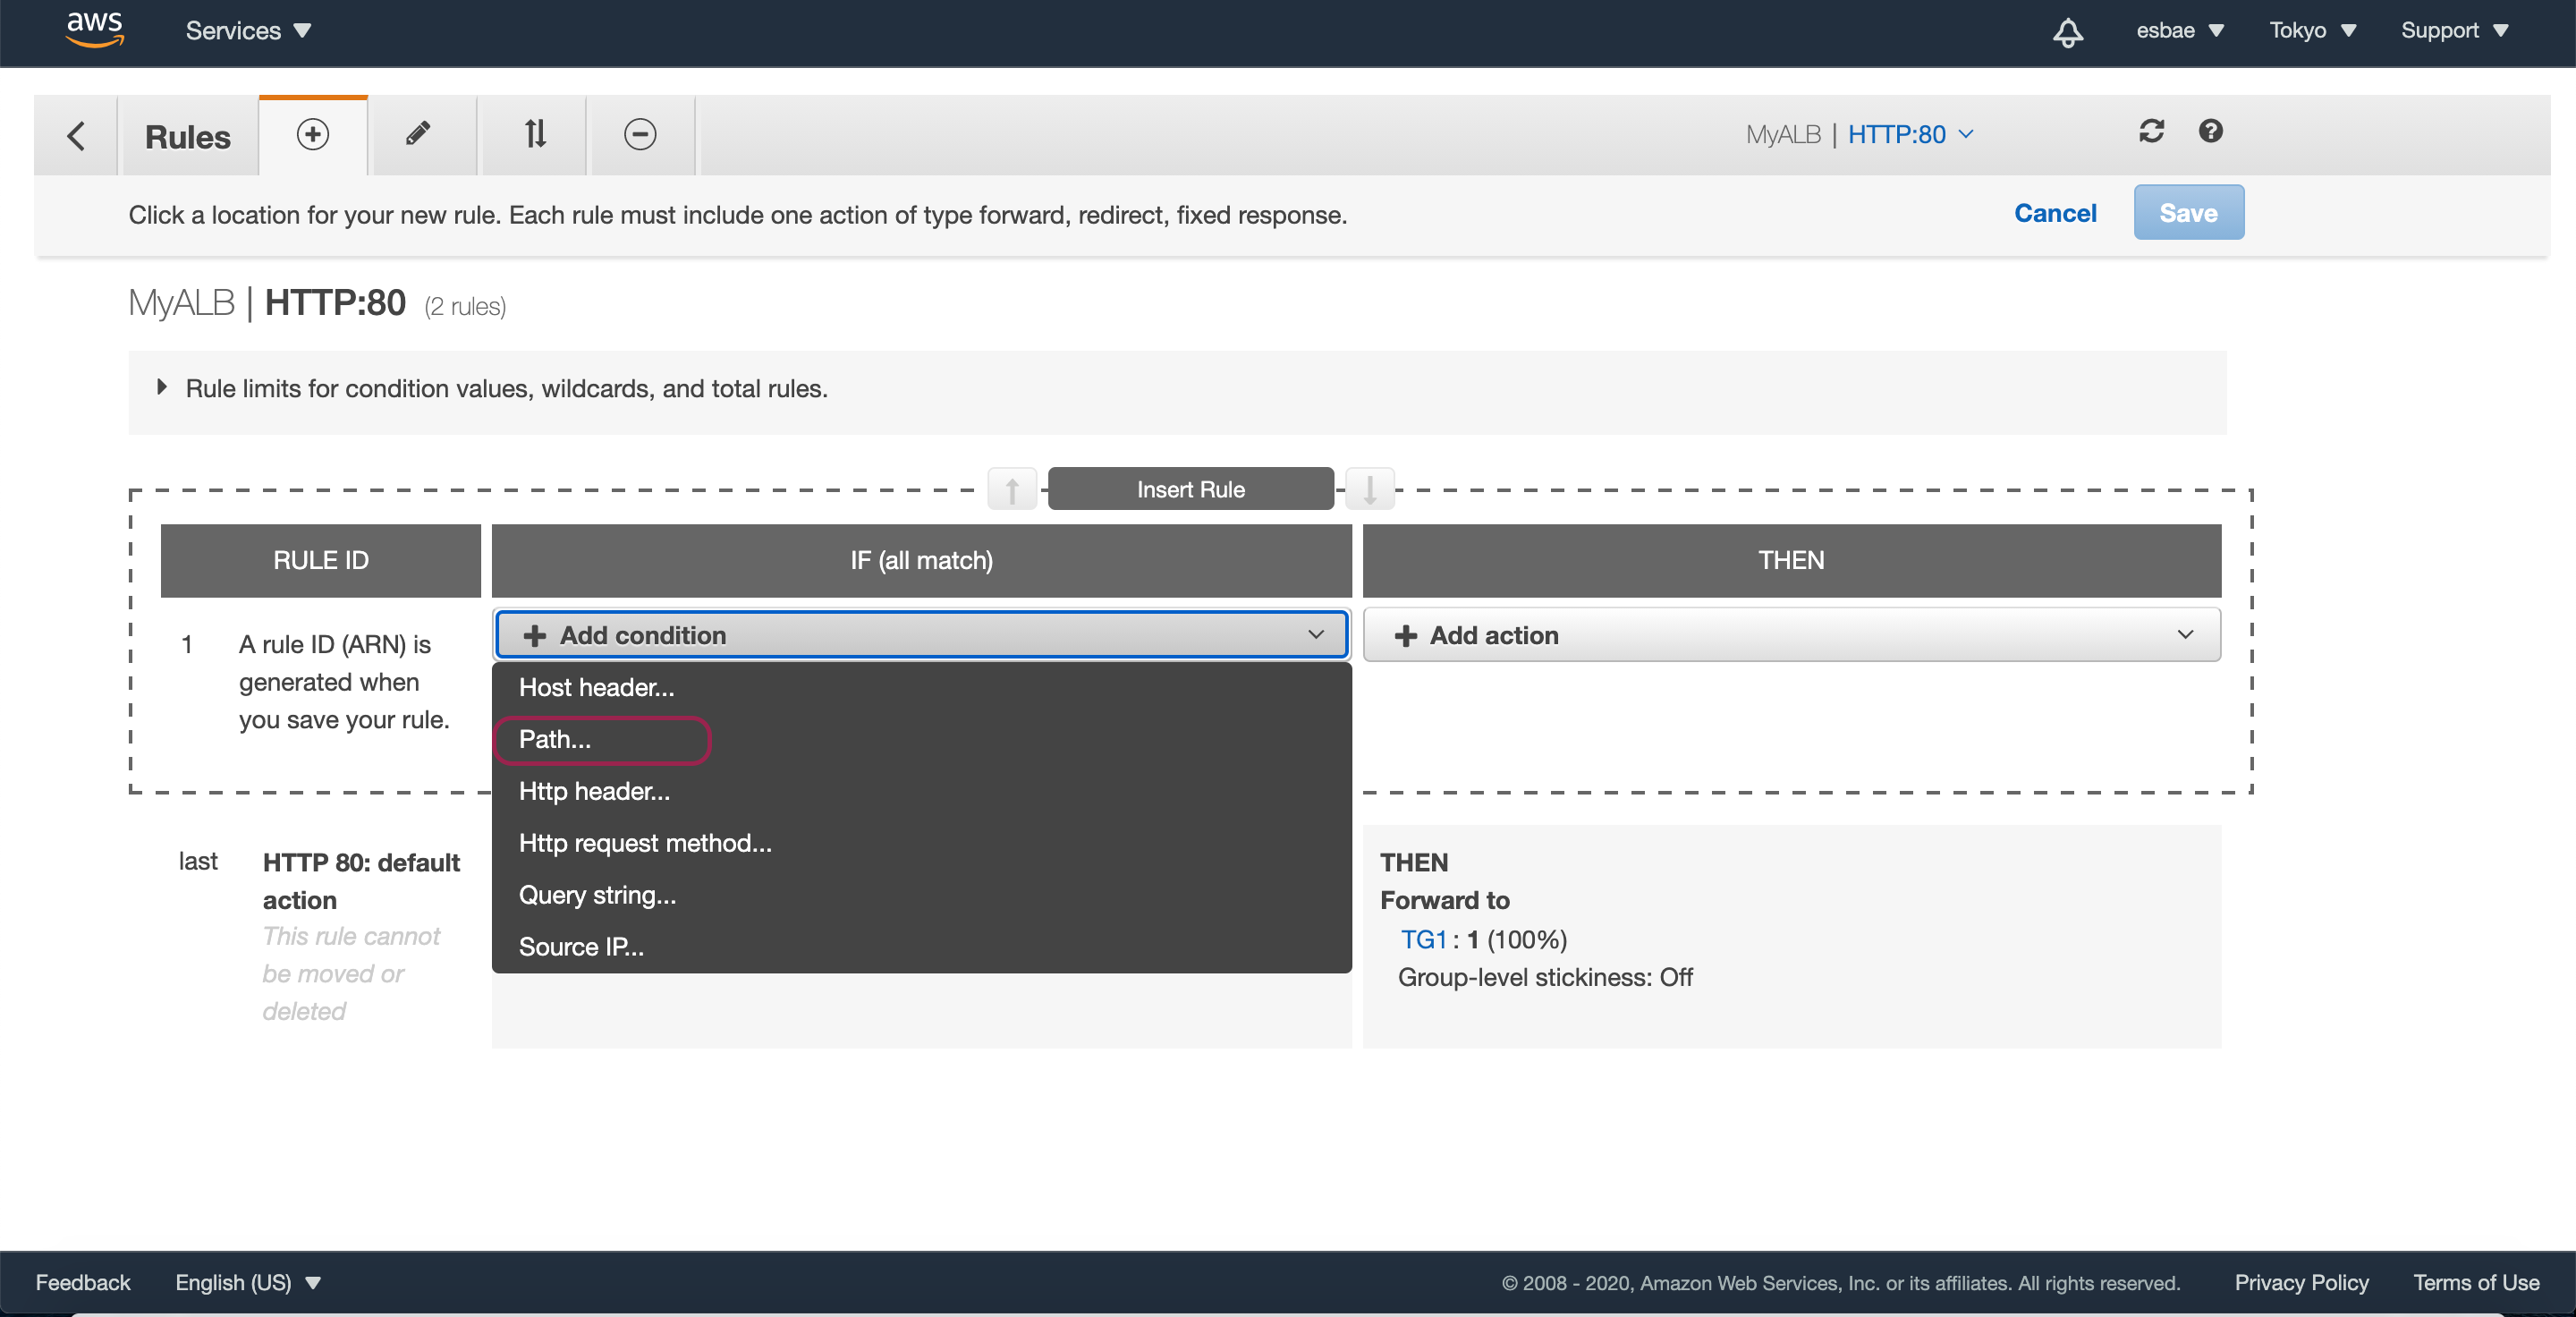 aws
Services
esbae
Tokyo
Support
Rules
MyALB | HTTP:80
Click a location for your new rule. Each rule must include one action of type forward, redirect, fixed response.
Cancel
Save
MyALB | HTTP:80 (2 rules)
Rule limits for condition values, wildcards, and total rules.
Insert Rule
RULE ID
IF (all match)
THEN
1
A rule ID (ARN) is
generated when
you save your rule.
Add condition
Host header...
Path...
Http header...
Http request method...
Query string...
Source IP...
Add action
last
HTTP 80: default
action
This rule cannot
be moved or
deleted
THEN
Forward to
TG1 : 1 (100%)
Group-level stickiness: Off
Feedback
English (US)
© 2008 - 2020, Amazon Web Services, Inc. or its affiliates. All rights reserved.
Privacy Policy
Terms of Use